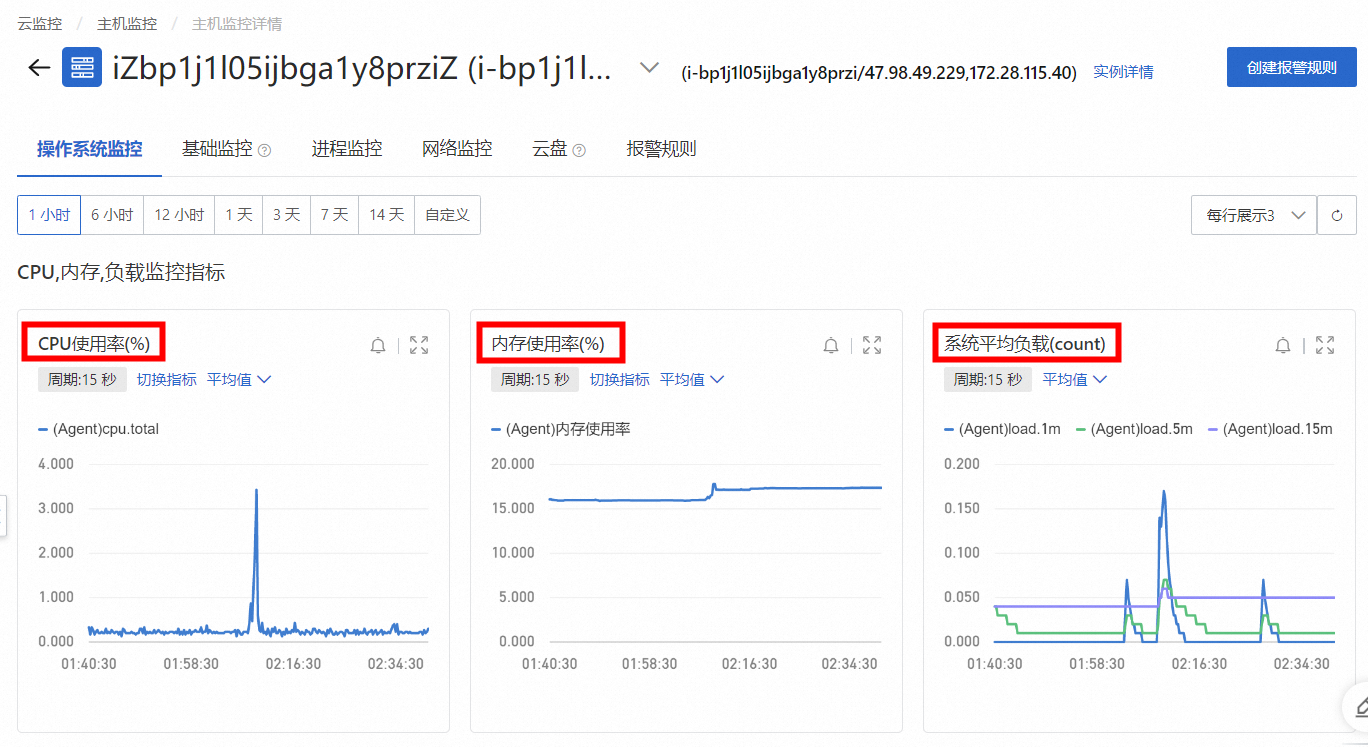 云监控 / 主机监控 / 主机监控详情
iZbp1j1l05ijbga1y8prziZ (i-bp1j1l... (i-bp1j1l05ijbga1y8przi/47.98.49.229,172.28.115.40) 实例详情 创建报警规则
操作系统监控 基础监控 进程监控 网络监控 云盘 报警规则
1 小时 6 小时 12 小时 1 天 3 天 7 天 14 天 自定义 每行展示3
CPU,内存,负载监控指标
CPU使用率(%)
周期:15 秒 切换指标 平均值
(Agent)cpu.total
4.000
3.000
2.000
1.000
0.000
01:40:30 01:58:30 02:16:30 02:34:30
内存使用率(%)
周期:15 秒 切换指标 平均值
(Agent)内存使用率
20.000
15.000
10.000
5.000
0.000
01:40:30 01:58:30 02:16:30 02:34:30
系统平均负载(count)
周期:15 秒 平均值
(Agent)load.1m (Agent)load.5m (Agent)load.15m
0.200
0.150
0.100
0.050
0.000
01:40:30 01:58:30 02:16:30 02:34:30